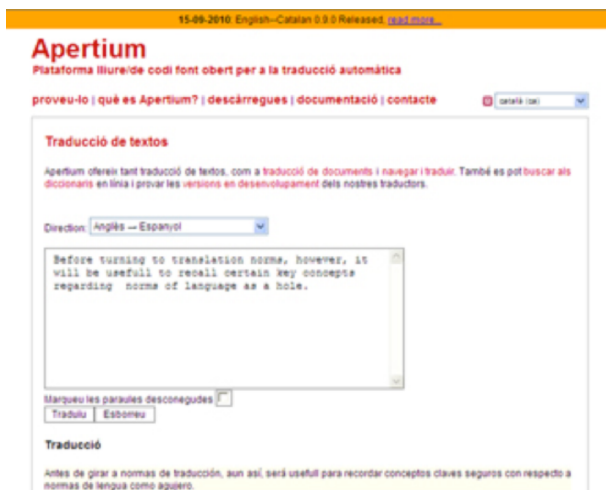 15-09-2010: English–Catalan 0.9.0 Released, read more...
Apertium
Plataforma lliure/de codi font obert per a la traducció automàtica
proveu-lo | què es Apertium? | descàrregues | documentació | contacte
català (ca)
Traducció de textos
Apertium ofereix tant traducció de textos, com a traducció de documents i navegar i traduir. També es pot buscar als
diccionaris en línia i provar les versions en desenvolupament dels nostres traductors.
Direction: Anglès → Espanyol
Before turning to translation norms, however, it
will be usefull to recall certain key concepts
regarding norms of language as a hole.
Marqueu les paraules desconegudes
Traduïu Esborreu
Traducció
Antes de girar a normas de traducción, aun así, será usefull para recordar conceptos claves seguros con respecto a
normas de lengua como agujero.